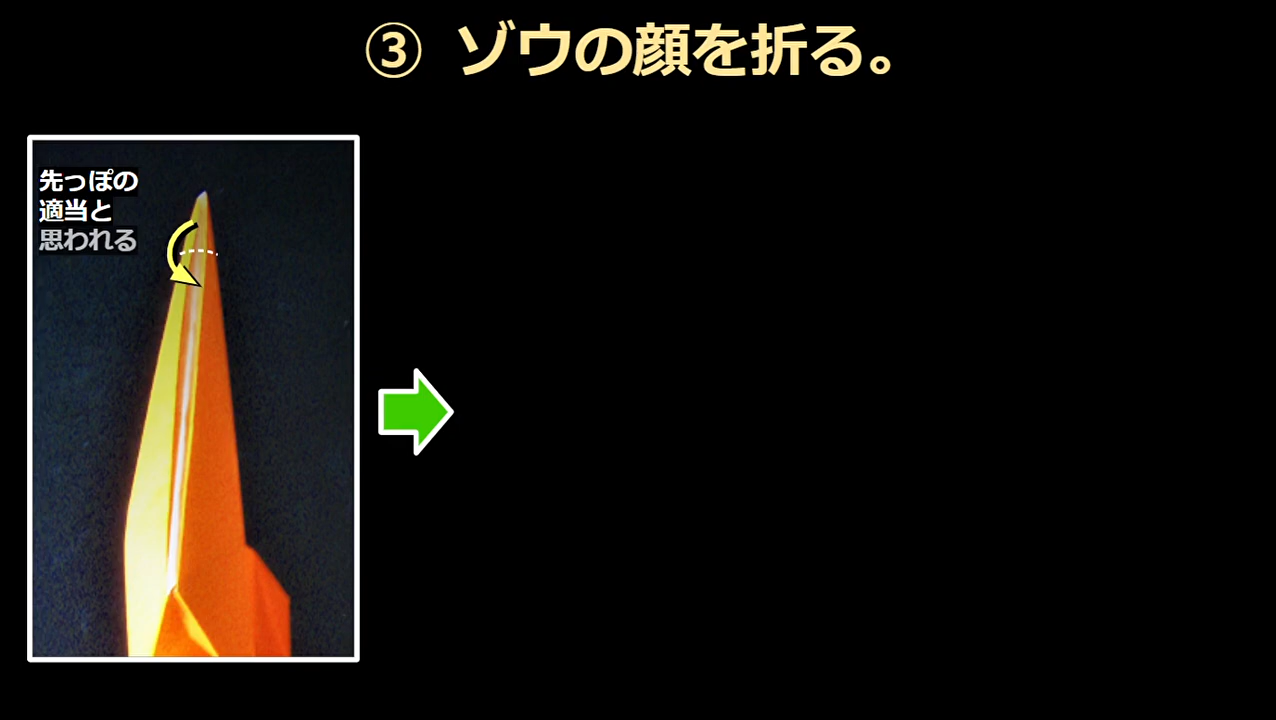 ③ ゾウの顔を折る。
先っぽの
適当と
思われる